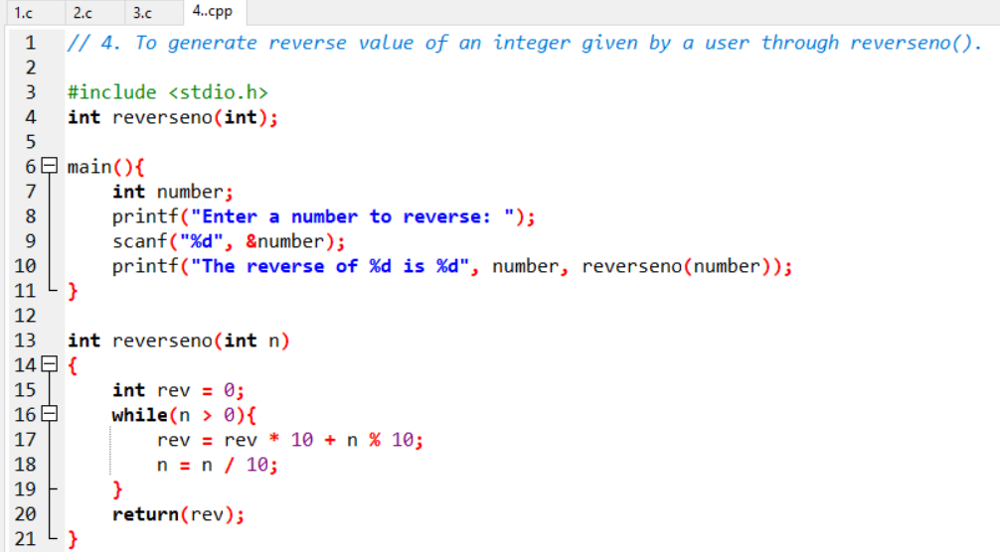 1.c 2.c 3.c 4..cpp
1 // 4. To generate reverse value of an integer given by a user through reverseno().
2
3 #include <stdio.h>
4 int reverseno(int);
5
6 main(){
7 int number;
8 printf("Enter a number to reverse: ");
9 scanf("%d", &number);
10 printf("The reverse of %d is %d", number, reverseno(number));
11 }
12
13 int reverseno(int n)
14 {
15 int rev = 0;
16 while(n > 0){
17 rev = rev * 10 + n % 10;
18 n = n / 10;
19 }
20 return(rev);
21 }